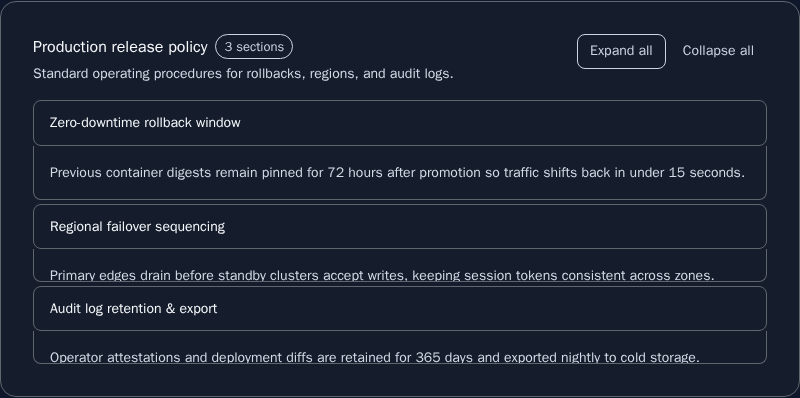 Production release policy 3 sections
Expand all Collapse all
Standard operating procedures for rollbacks, regions, and audit logs.
Zero-downtime rollback window
Previous container digests remain pinned for 72 hours after promotion so traffic shifts back in under 15 seconds.
Regional failover sequencing
Primary edges drain before standby clusters accept writes, keeping session tokens consistent across zones.
Audit log retention & export
Operator attestations and deployment diffs are retained for 365 days and exported nightly to cold storage.